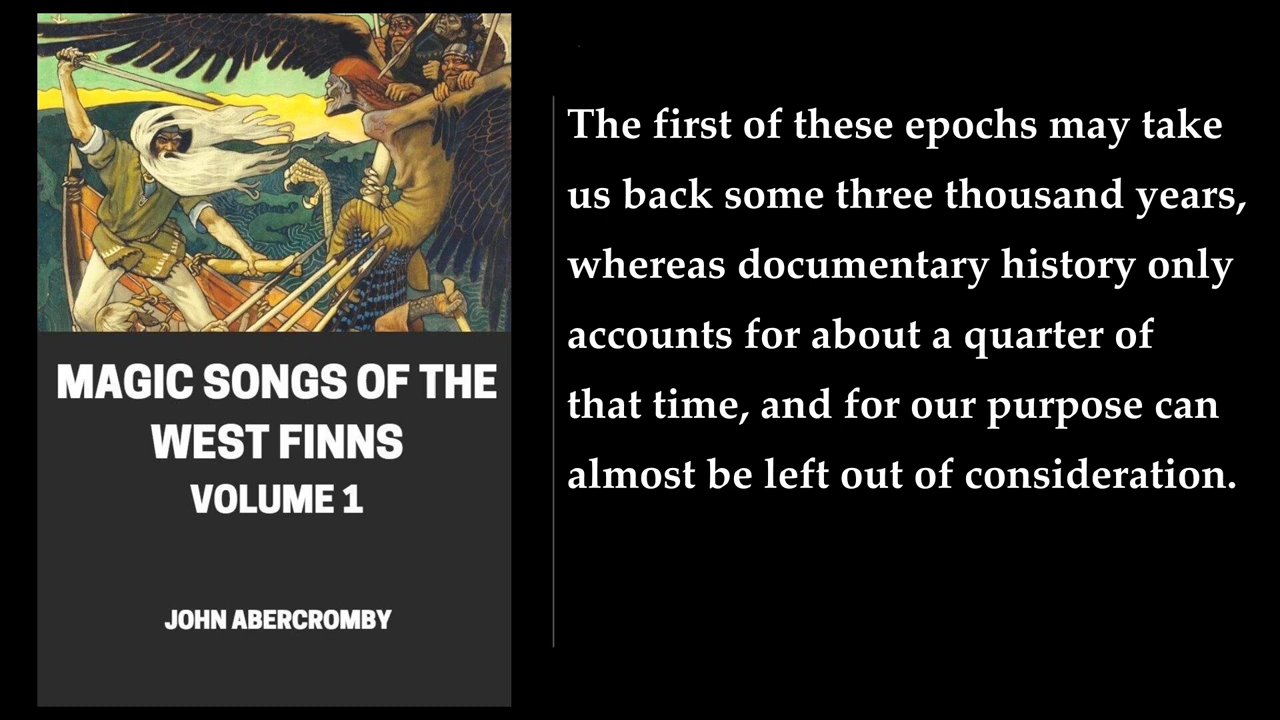 MAGIC SONGS OF THE
WEST FINNS
VOLUME 1
JOHN ABERCROMBY
The first of these epochs may take
us back some three thousand years,
whereas documentary history only
accounts for about a quarter of
that time, and for our purpose can
almost be left out of consideration.